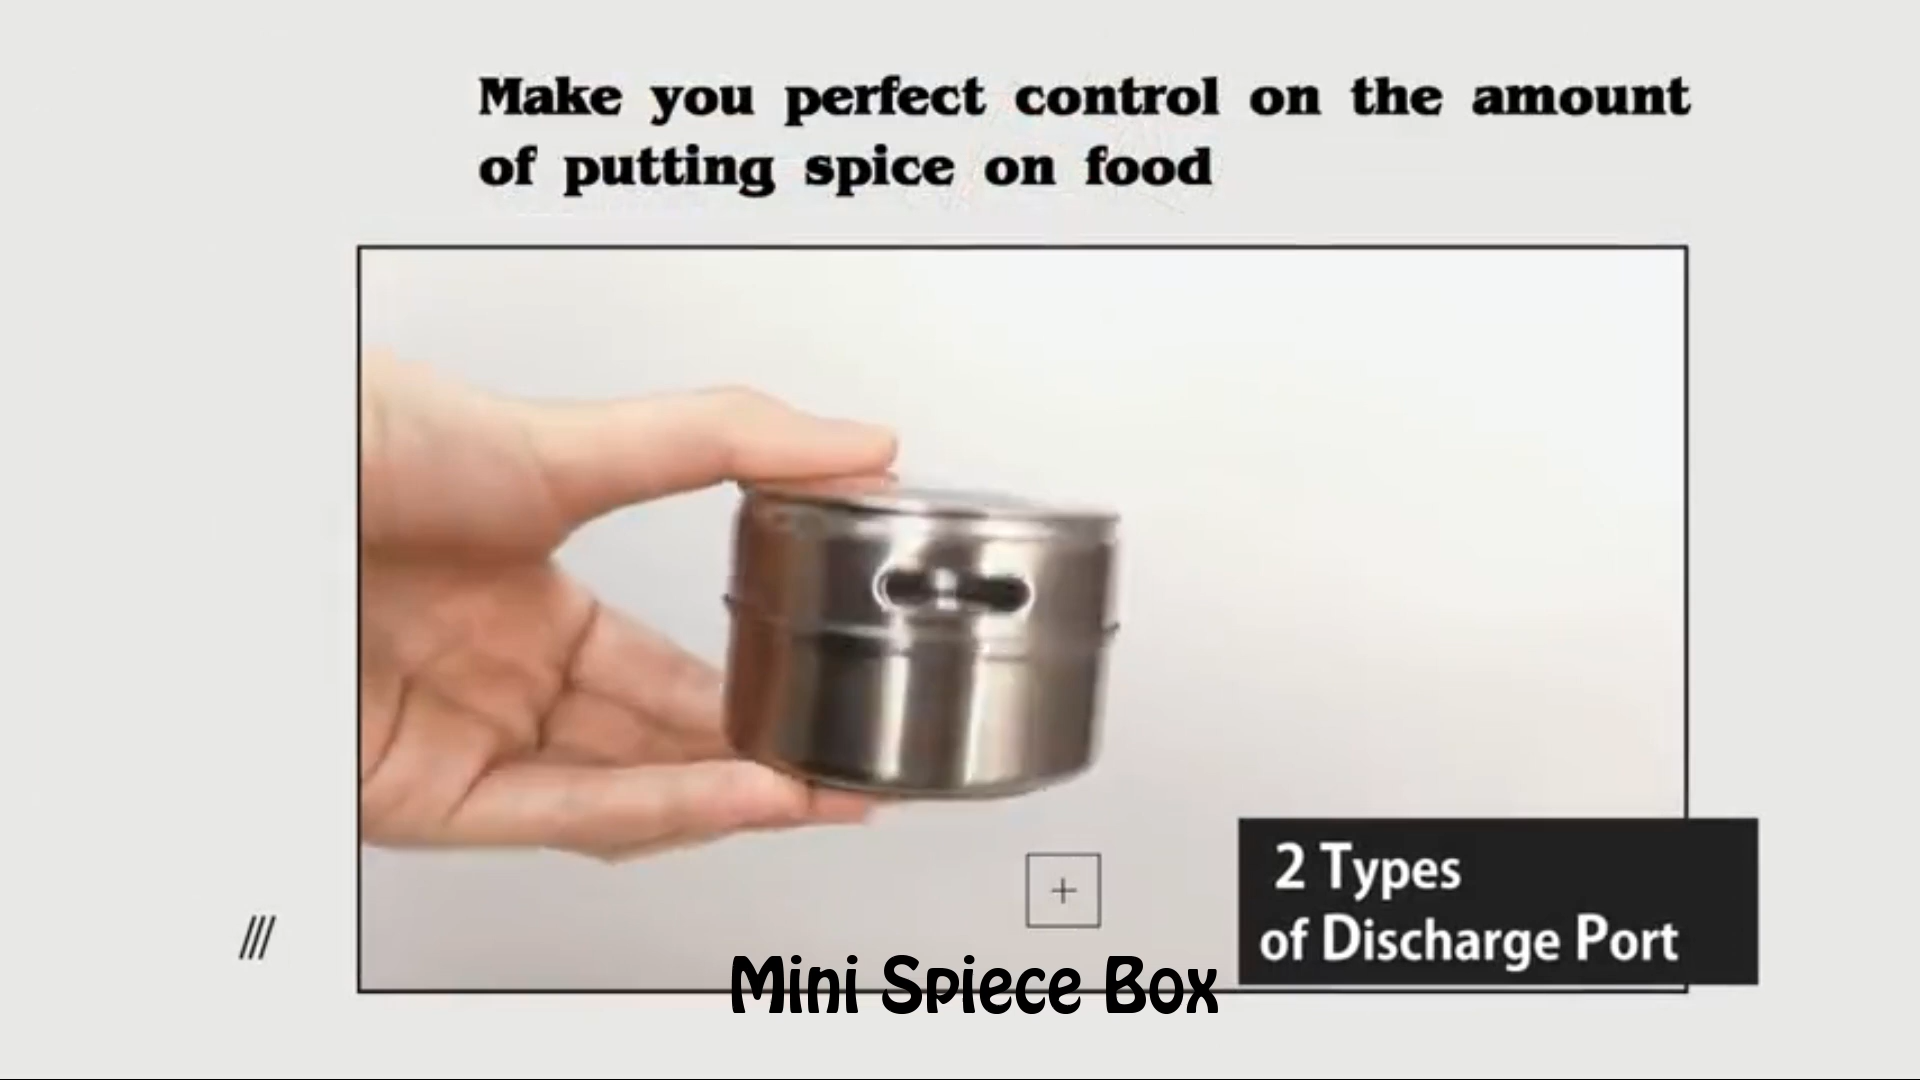 Make you perfect control on the amount
of putting spice on food
2 Types
of Discharge Port
Mini Spiece Box